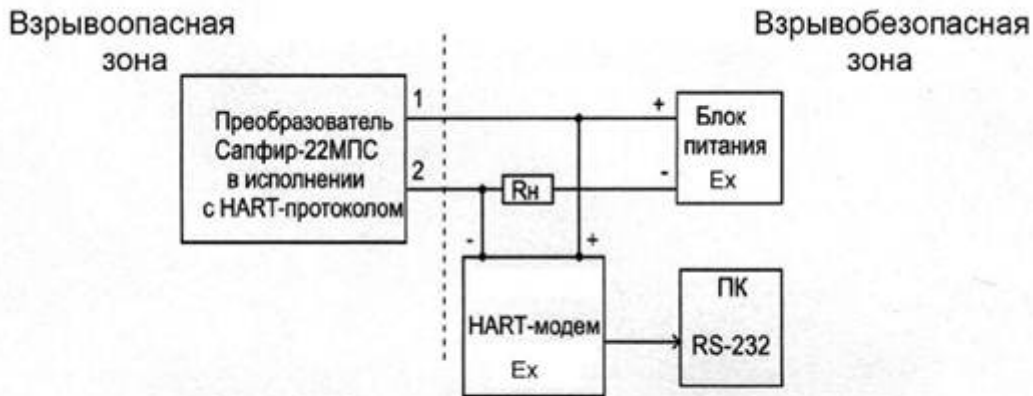 Взрывоопасная
зона
Взрывобезопасная
зона
Преобразователь
Сапфир-22МПС
в исполнении
с HART-протоколом
1
2
+
-
Rн
Блок
питания
Ex
-
+
HART-модем
Ex
ПК
RS-232